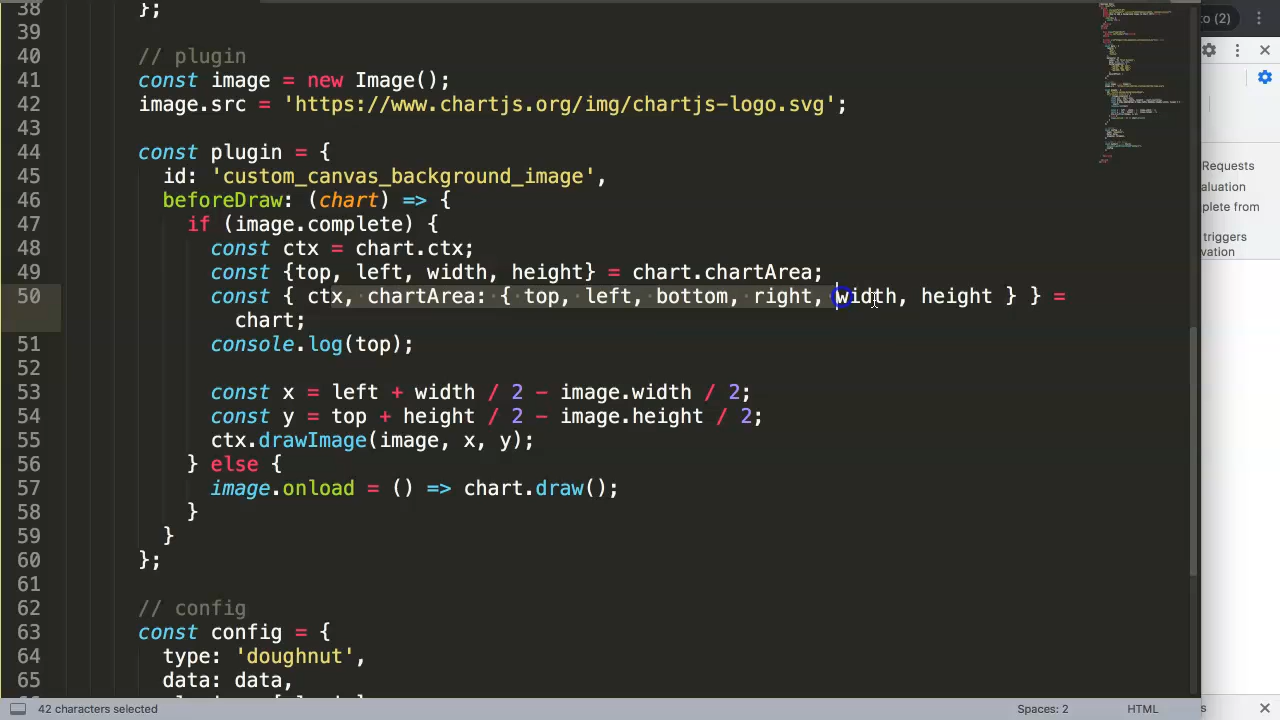 38 };
39
40 // plugin
41 const image = new Image();
42 image.src = 'https://www.chartjs.org/img/chartjs-logo.svg';
43
44 const plugin = {
45 id: 'custom_canvas_background_image',
46 beforeDraw: (chart) => {
47 if (image.complete) {
48 const ctx = chart.ctx;
49 const {top, left, width, height} = chart.chartArea;
50 const { ctx, chartArea: { top, left, bottom, right, width, height } } =
chart;
51 console.log(top);
52
53 const x = left + width / 2 - image.width / 2;
54 const y = top + height / 2 - image.height / 2;
55 ctx.drawImage(image, x, y);
56 } else {
57 image.onload = () => chart.draw();
58 }
59 }
60 };
61
62 // config
63 const config = {
64 type: 'doughnut',
65 data: data,
42 characters selected
Spaces: 2
HTML
to (2)
Requests
aluation
plete from
triggers
vation